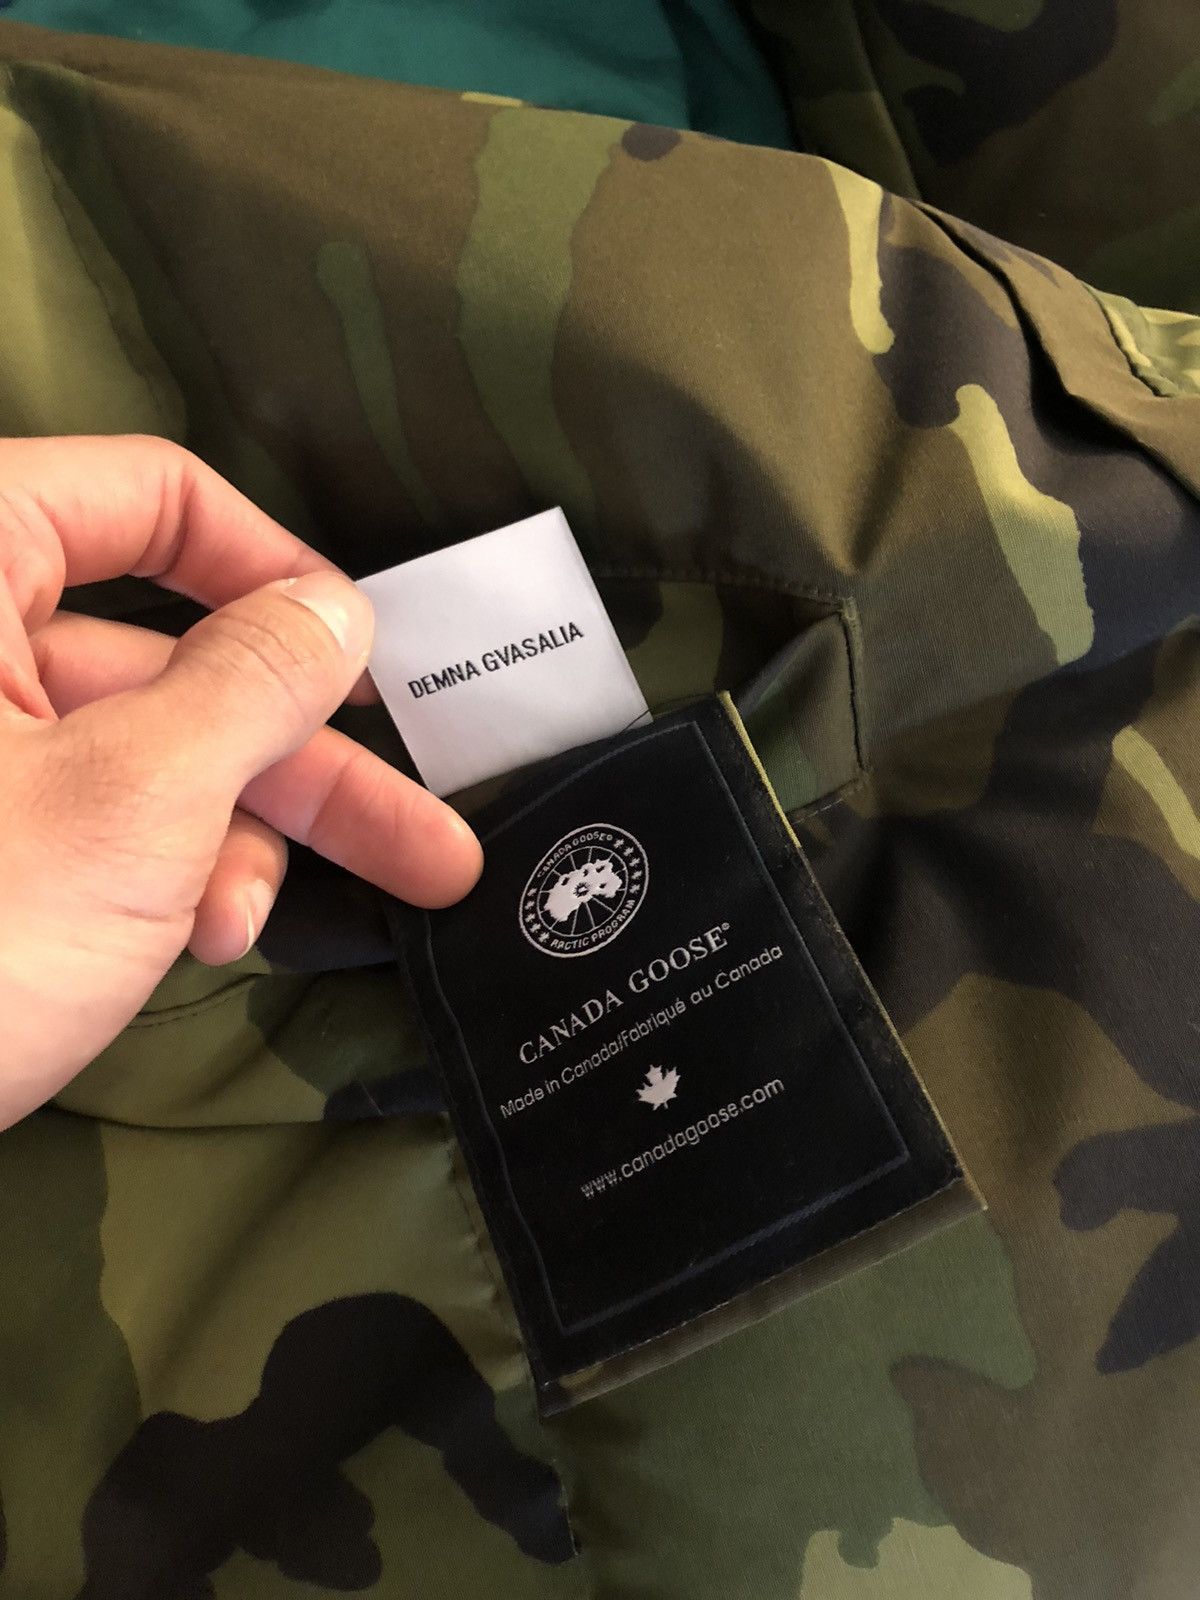 DEMNA GVASALIA
CANADA GOOSE®
ARCTIC PROGRAM
CANADA GOOSE®
Made in Canada/Fabriqué au Canada
www.canadagoose.com